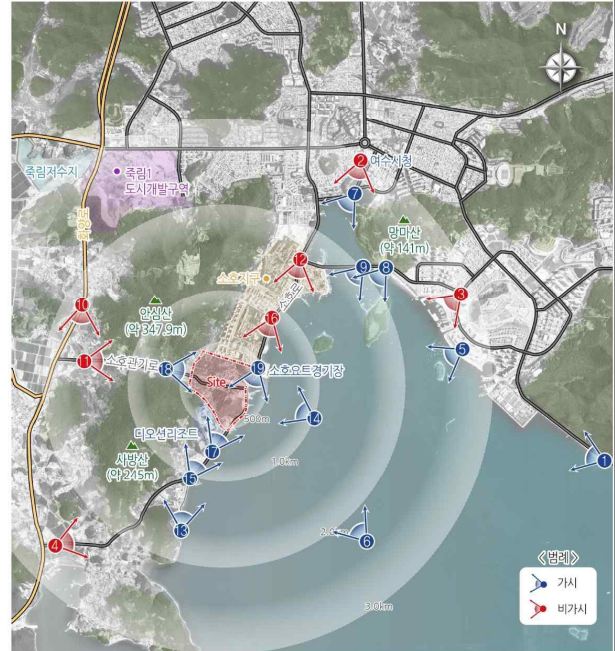 N
2
여수시청
죽림저수지
죽림1
도시개발구역
7
망마산
(약 141m)
12
9
8
소호지구
3
10
안심산
(약 347.9m)
16
소호로
5
11
소호관기로
18
Site
19
소호요트경기장
500m
14
디오션리조트
17
사방산
(약 245m)
1.0km
1
15
13
2.0km
6
4
〈범례〉
가시
비가시
3.0km